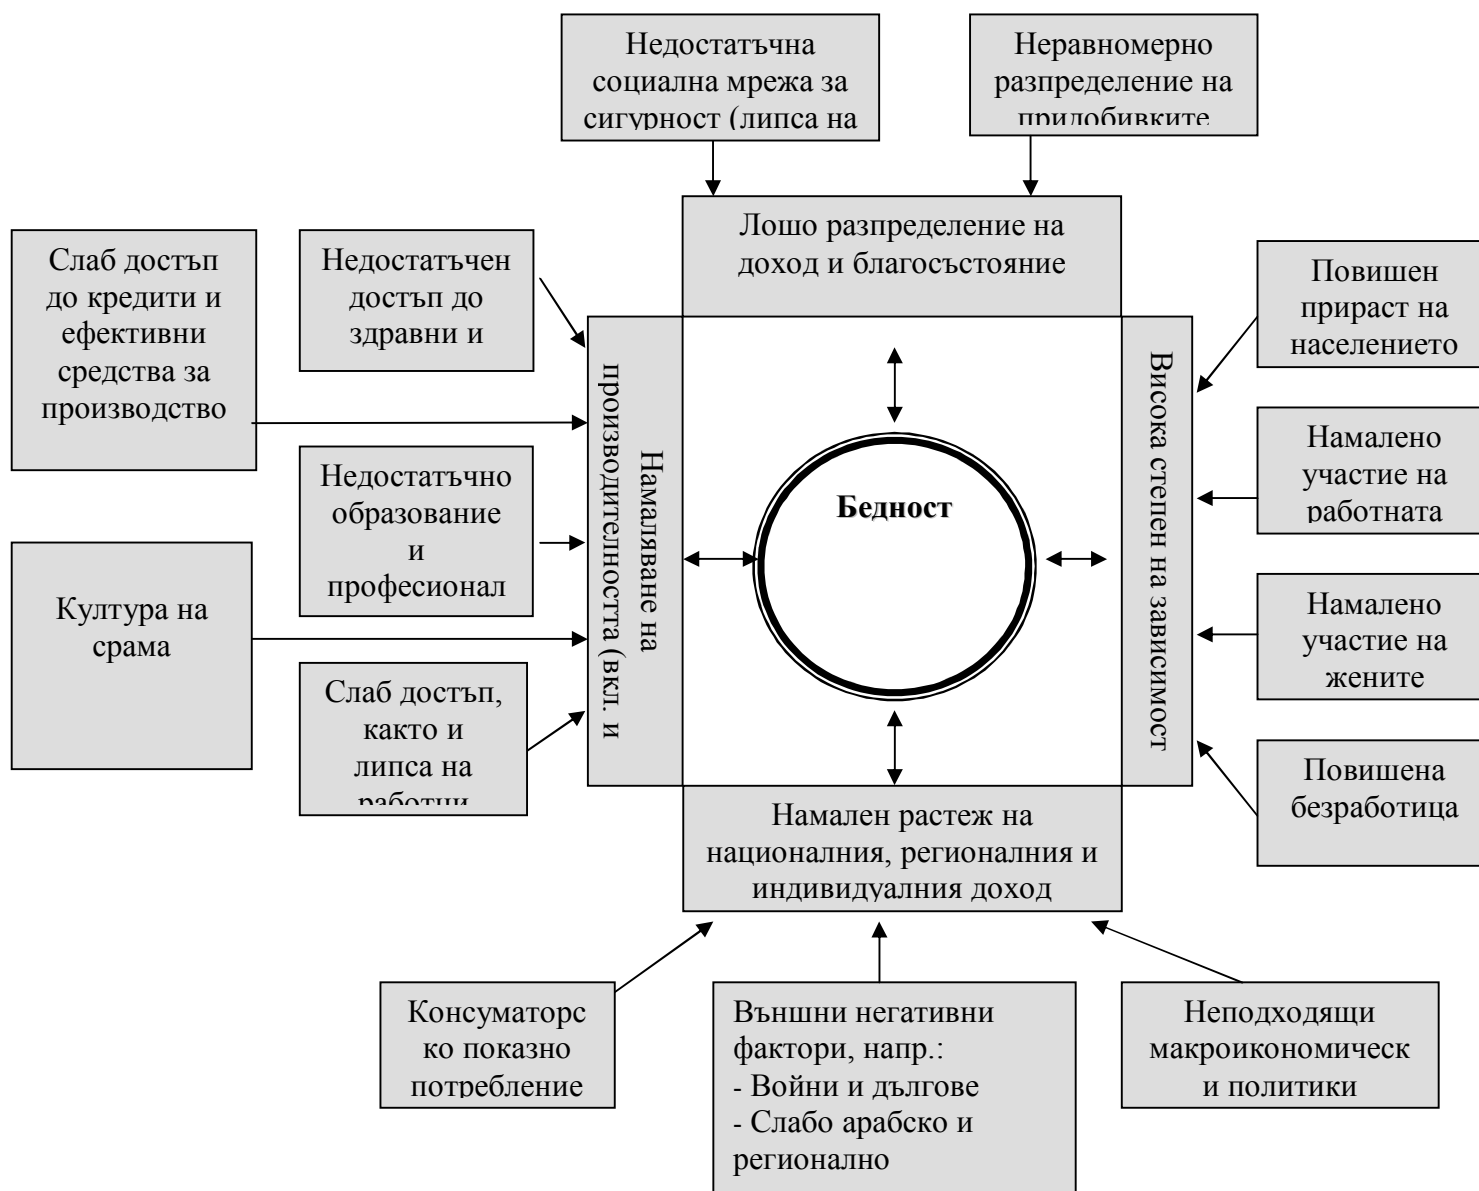 Недостатъчна
социална мрежа за
сигурност (липса на
Неравномерно
разпределение на
придобивките
Лошо разпределение на
доход и благосъстояние
Слаб достъп
до кредити и
ефективни
средства за
производство
Недостатъчен
достъп до
здравни и
Повишен
прираст на
населението
Намаляване на
производителността (вкл. и
Висока степен на зависимост
Бедност
Недостатъчно
образование
и
професионал
Намалено
участие на
работната
Култура на
срама
Намалено
участие на
жените
Слаб достъп,
както и
липса на
работни
Повишена
безработица
Намален растеж на
националния, регионалния и
индивидуалния доход
Консуматорс
ко показно
потребление
Външни негативни
фактори, напр.:
- Войни и дългове
- Слабо арабско и
регионално
Неподходящи
макроикономическ
и политики